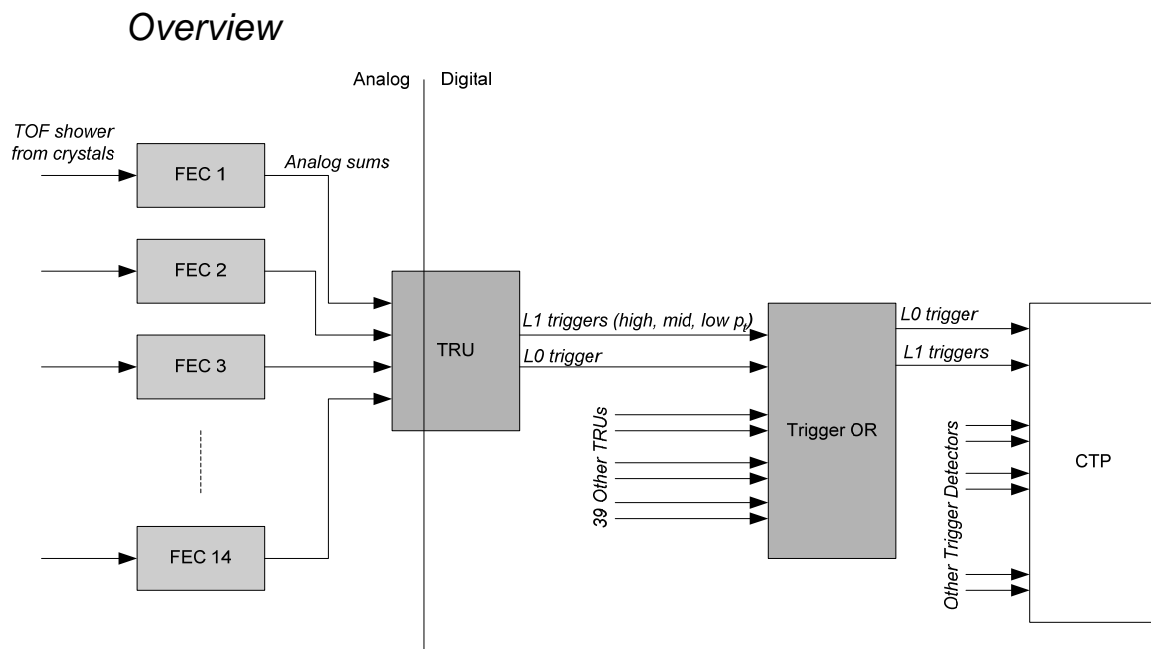 Overview
Analog
Digital
TOF shower
from crystals
FEC 1
Analog sums
FEC 2
FEC 3
FEC 14
TRU
L1 triggers (high, mid, low pt)
L0 trigger
39 Other TRUs
Trigger OR
L0 trigger
L1 triggers
Other Trigger Detectors
CTP